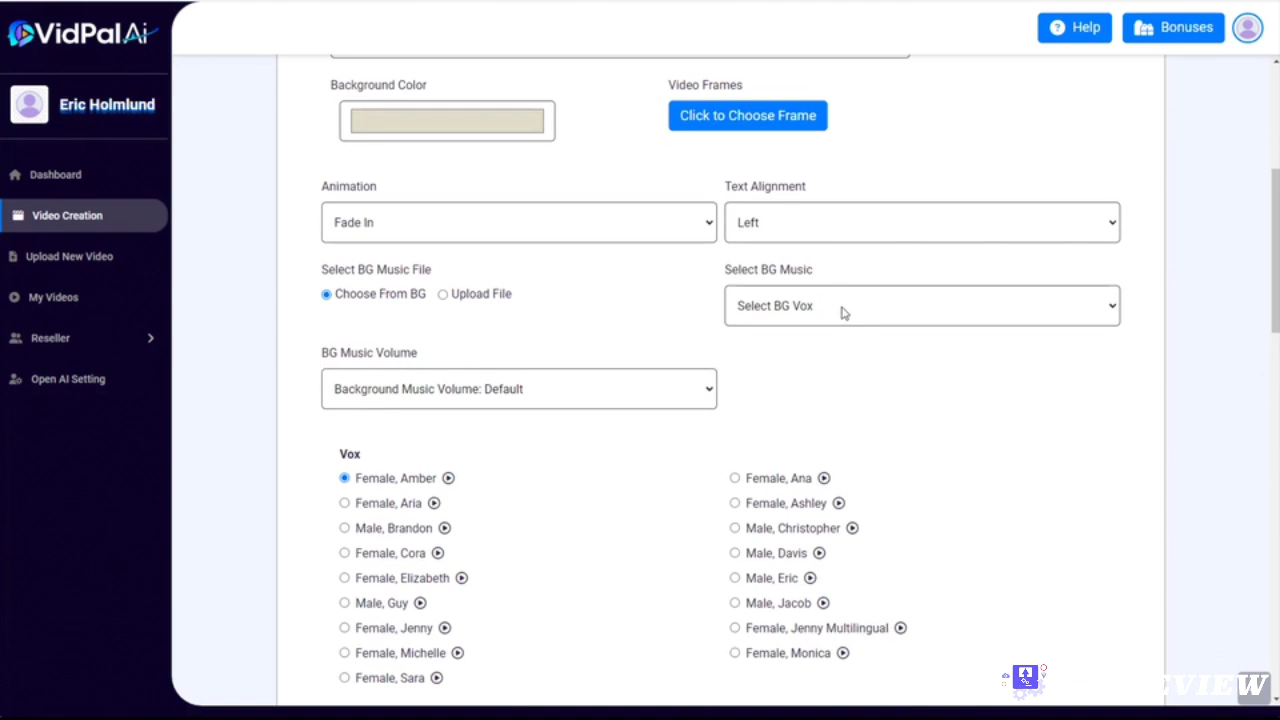 VidPalAi
Help
Bonuses
Eric Holmlund
Dashboard
Video Creation
Upload New Video
My Videos
Reseller
Open AI Setting
Background Color
Video Frames
Click to Choose Frame
Animation
Text Alignment
Fade In
Left
Select BG Music File
Select BG Music
Choose From BG
Upload File
Select BG Vox
BG Music Volume
Background Music Volume: Default
Vox
Female, Amber
Female, Ana
Female, Aria
Female, Ashley
Male, Brandon
Male, Christopher
Female, Cora
Male, Davis
Female, Elizabeth
Male, Eric
Male, Guy
Male, Jacob
Female, Jenny
Female, Jenny Multilingual
Female, Michelle
Female, Monica
Female, Sara